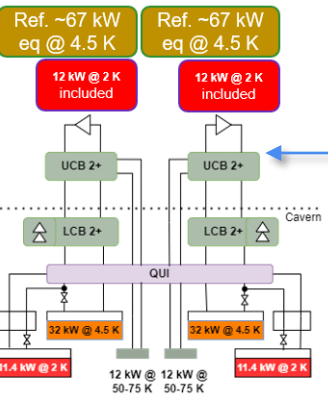 Ref. ~67 kW
eq @ 4.5 K
Ref. ~67 kW
eq @ 4.5 K
12 kW @ 2 K
included
12 kW @ 2 K
included
UCB 2+
UCB 2+
Cavern
LCB 2+
LCB 2+
QUI
32 kW @ 4.5 K
32 kW @ 4.5 K
11.4 kW @ 2 K
11.4 kW @ 2 K
12 kW @
50-75 K
12 kW @
50-75 K